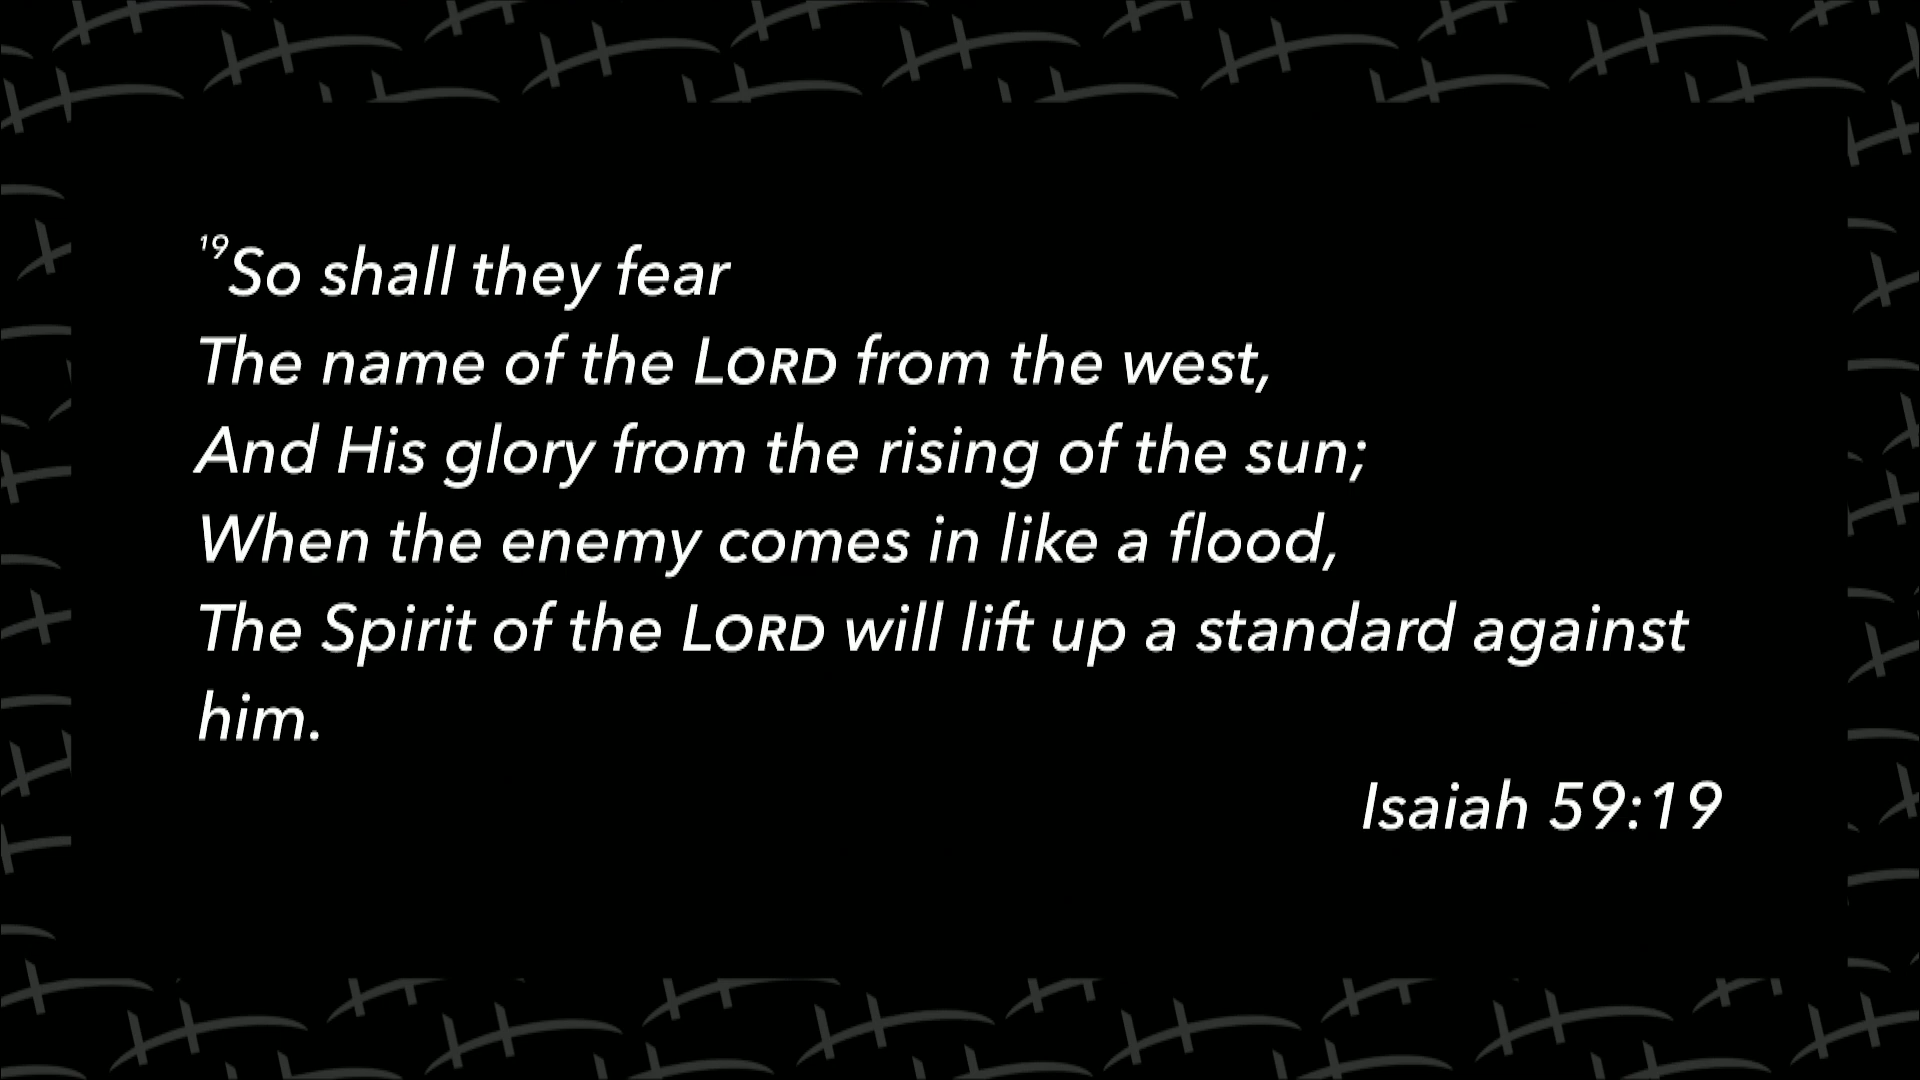 ¹⁹So shall they fear
The name of the LORD from the west,
And His glory from the rising of the sun;
When the enemy comes in like a flood,
The Spirit of the LORD will lift up a standard against
him.
Isaiah 59:19